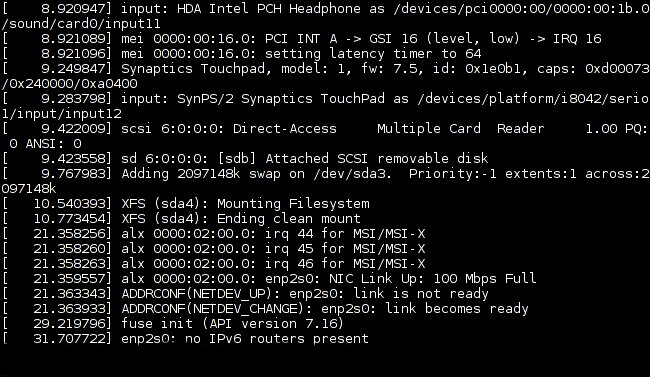 [    8.920947] input: HDA Intel PCH Headphone as /devices/pci0000:00/0000:00:1b.0
/sound/card0/input11
[    8.921089] mei 0000:00:16.0: PCI INT A -> GSI 16 (level, low) -> IRQ 16
[    8.921096] mei 0000:00:16.0: setting latency timer to 64
[    9.249847] Synaptics Touchpad, model: 1, fw: 7.5, id: 0x1e0b1, caps: 0xd00073
/0x240000/0xa0400
[    9.283798] input: SynPS/2 Synaptics TouchPad as /devices/platform/i8042/serio
1/input/input12
[    9.422009] scsi 6:0:0:0: Direct-Access     Multiple Card  Reader     1.00 PQ:
 0 ANSI: 0
[    9.423558] sd 6:0:0:0: [sdb] Attached SCSI removable disk
[    9.767983] Adding 2097148k swap on /dev/sda3.  Priority:-1 extents:1 across:2
097148k
[   10.540393] XFS (sda4): Mounting Filesystem
[   10.773454] XFS (sda4): Ending clean mount
[   21.358256] alx 0000:02:00.0: irq 44 for MSI/MSI-X
[   21.358260] alx 0000:02:00.0: irq 45 for MSI/MSI-X
[   21.358263] alx 0000:02:00.0: irq 46 for MSI/MSI-X
[   21.359557] alx 0000:02:00.0: enp2s0: NIC Link Up: 100 Mbps Full
[   21.363343] ADDRCONF(NETDEV_UP): enp2s0: link is not ready
[   21.363933] ADDRCONF(NETDEV_CHANGE): enp2s0: link becomes ready
[   29.219796] fuse init (API version 7.16)
[   31.707722] enp2s0: no IPv6 routers present